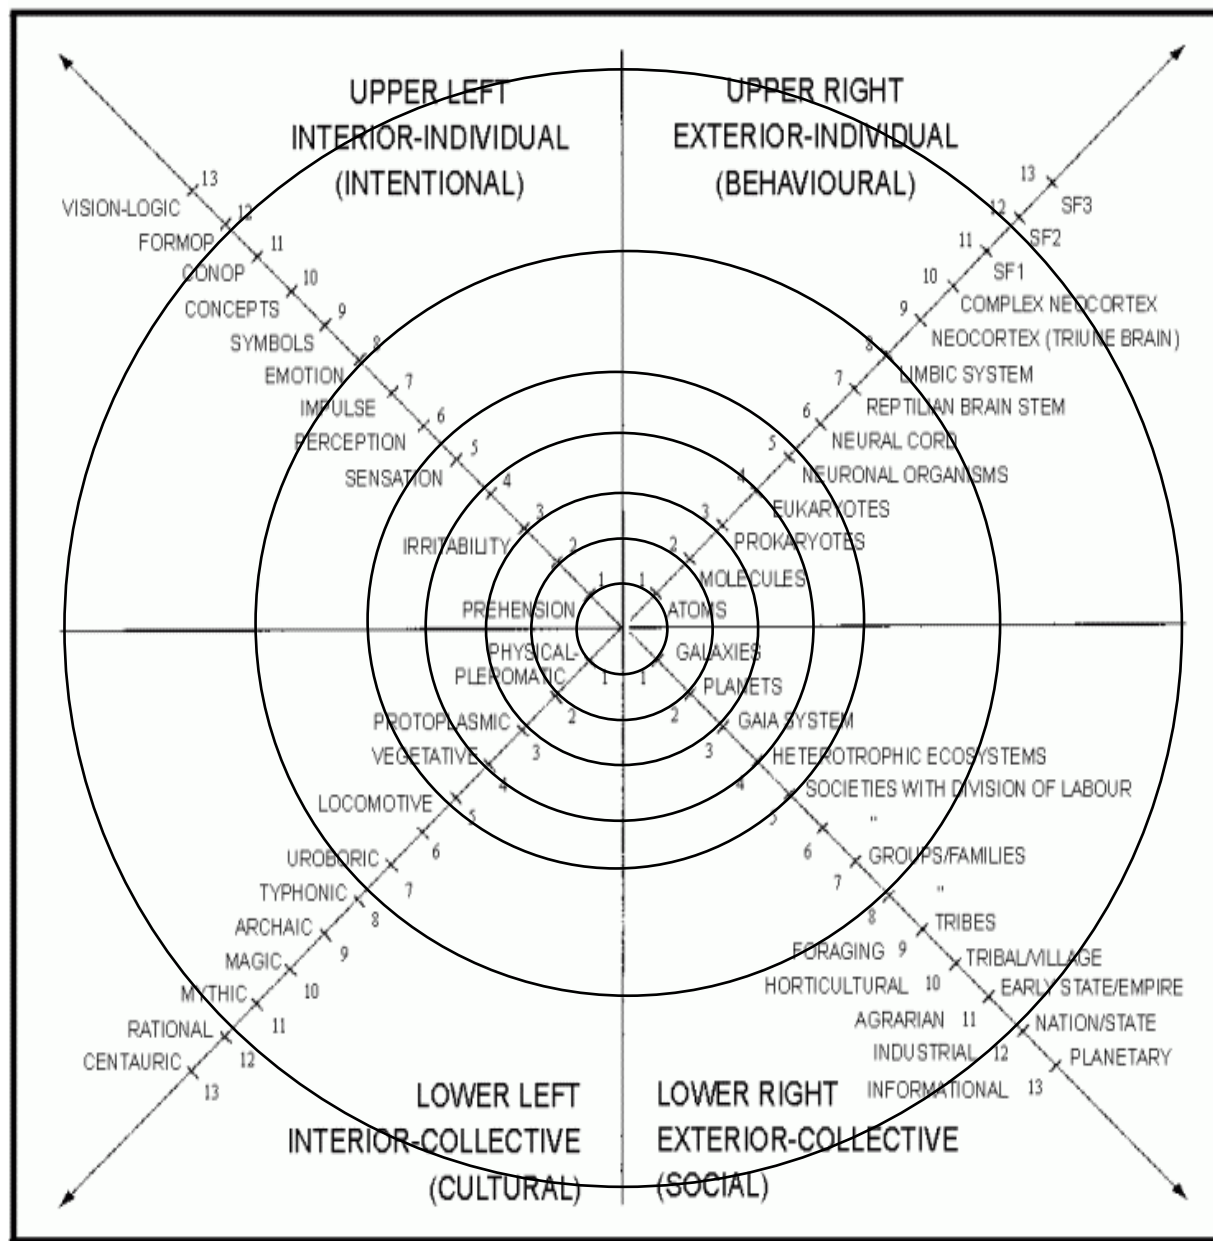 UPPER LEFT
INTERIOR-INDIVIDUAL
(INTENTIONAL)
UPPER RIGHT
EXTERIOR-INDIVIDUAL
(BEHAVIOURAL)
13
VISION-LOGIC
12
FORMOP
11
CONOP
10
CONCEPTS
9
SYMBOLS
8
EMOTION
7
IMPULSE
6
PERCEPTION
5
SENSATION
4
3
IRRITABILITY
2
1
PREHENSION
13
SF3
12
SF2
11
SF1
10
COMPLEX NEOCORTEX
9
NEOCORTEX (TRIUNE BRAIN)
8
LIMBIC SYSTEM
7
REPTILIAN BRAIN STEM
6
NEURAL CORD
5
NEURONAL ORGANISMS
4
EUKARYOTES
3
PROKARYOTES
2
MOLECULES
1
ATOMS
PHYSICAL-
PLEROMATIC
1
2
PROTOPLASMIC
3
VEGETATIVE
4
LOCOMOTIVE
5
6
UROBORIC
7
TYPHONIC
8
ARCHAIC
9
MAGIC
10
MYTHIC
11
RATIONAL
12
CENTAURIC
13
GALAXIES
1
PLANETS
2
GAIA SYSTEM
3
HETEROTROPHIC ECOSYSTEMS
4
SOCIETIES WITH DIVISION OF LABOUR
5
"
6
GROUPS/FAMILIES
7
"
8
TRIBES
FORAGING 9
TRIBAL/VILLAGE
HORTICULTURAL 10
EARLY STATE/EMPIRE
AGRARIAN 11
NATION/STATE
INDUSTRIAL 12
PLANETARY
INFORMATIONAL 13
LOWER LEFT
INTERIOR-COLLECTIVE
(CULTURAL)
LOWER RIGHT
EXTERIOR-COLLECTIVE
(SOCIAL)